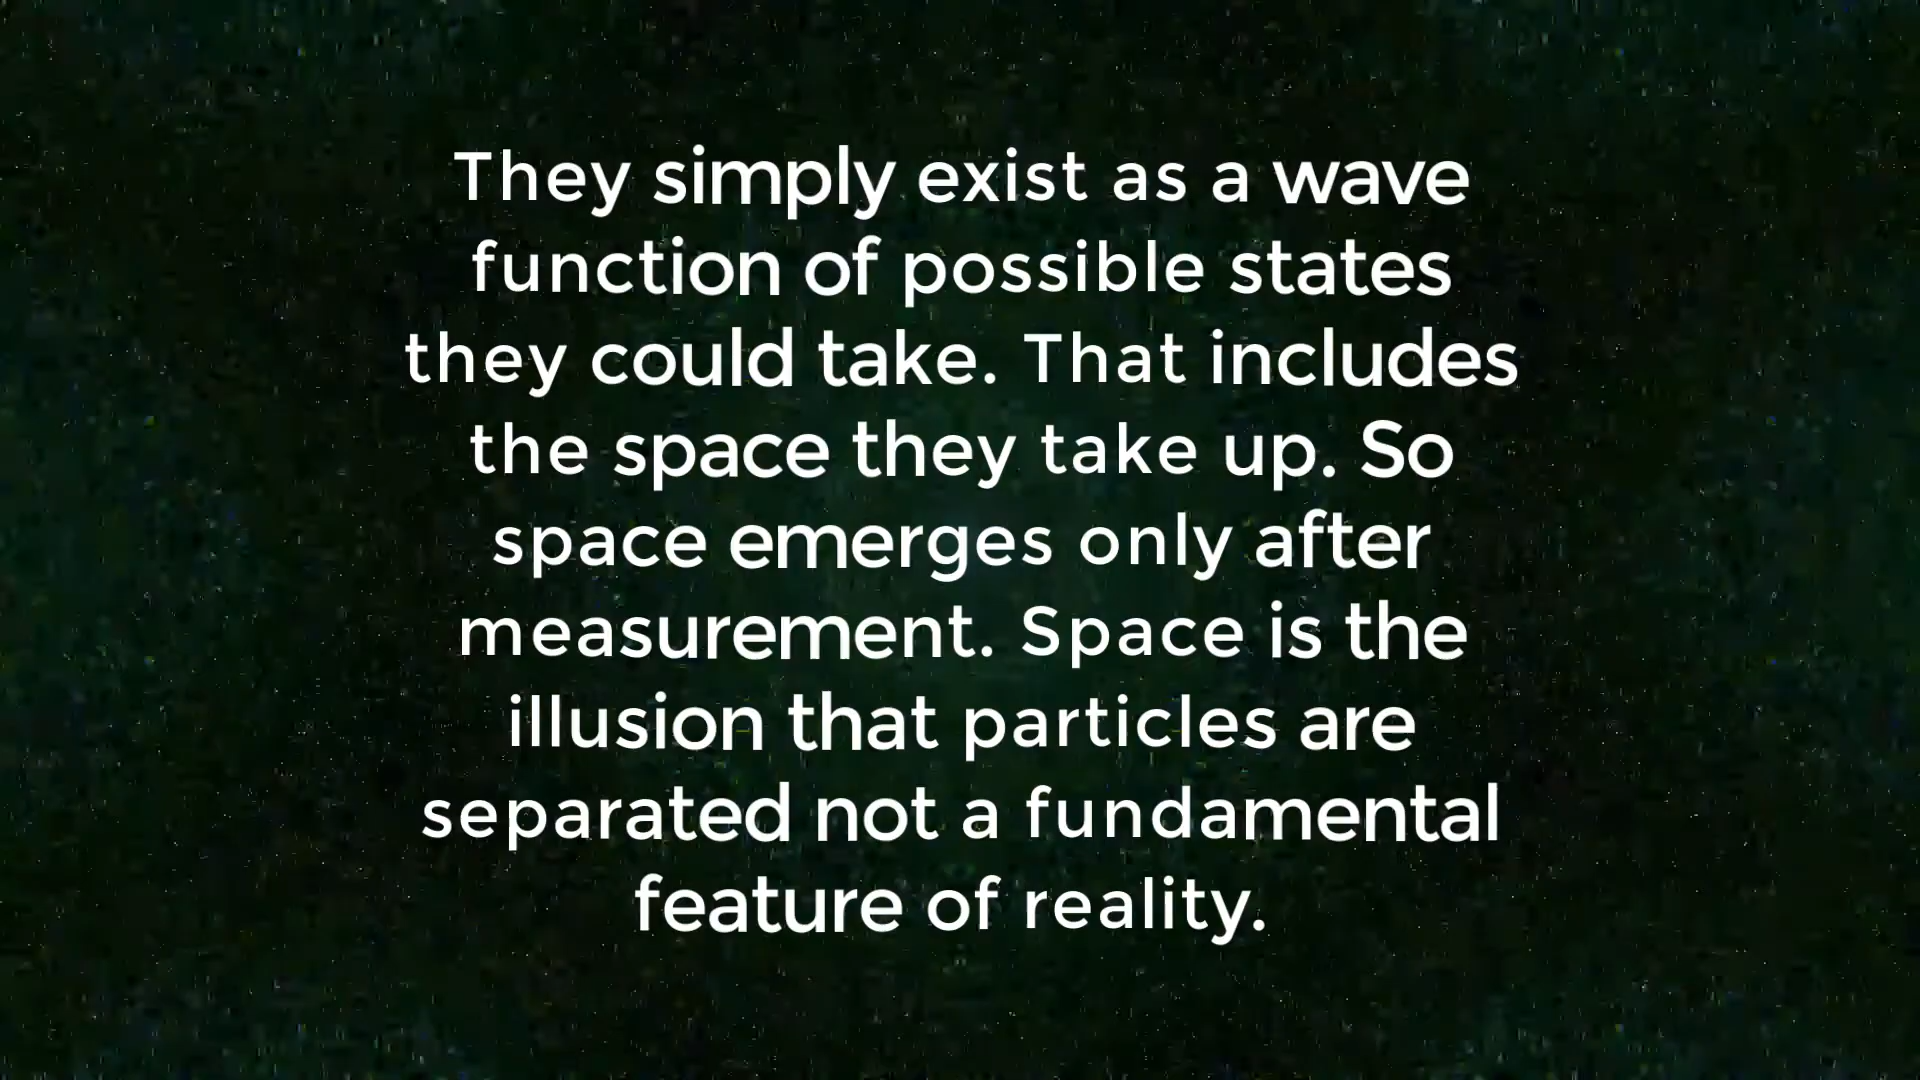 They simply exist as a wave
function of possible states
they could take. That includes
the space they take up. So
space emerges only after
measurement. Space is the
illusion that particles are
separated not a fundamental
feature of reality.